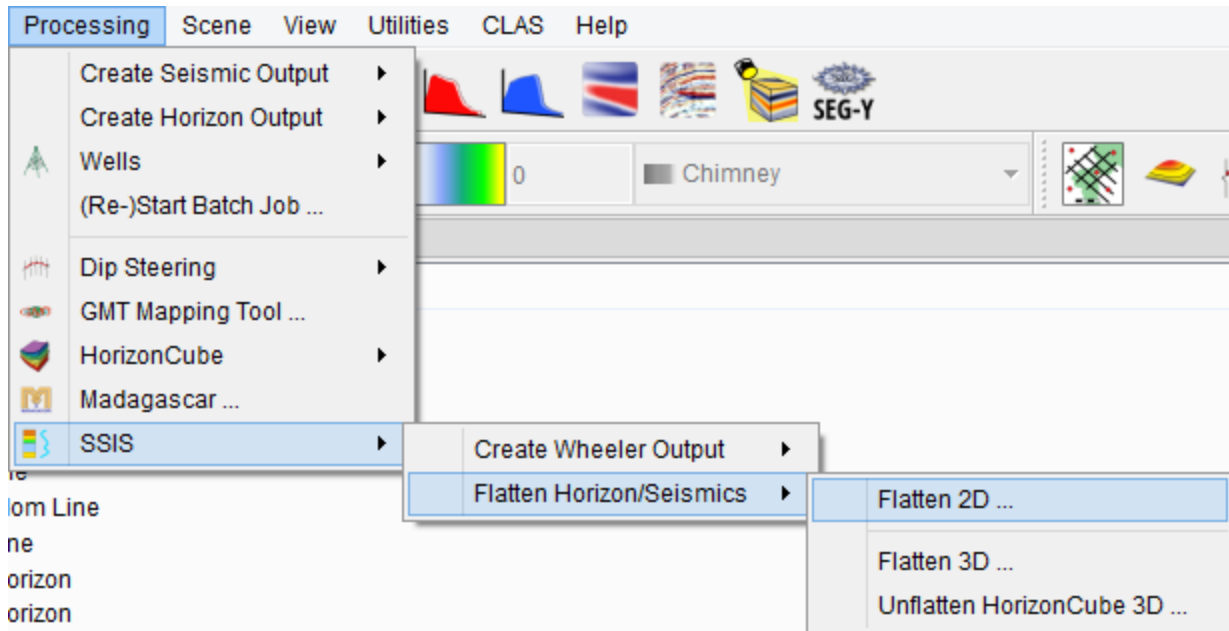 Processing Scene View Utilities CLAS Help
Create Seismic Output
Create Horizon Output
Wells
(Re-)Start Batch Job ...
Dip Steering
GMT Mapping Tool ...
HorizonCube
Madagascar ...
SSIS
SEG-Y
0 Chimney
Create Wheeler Output
Flatten Horizon/Seismics
Flatten 2D ...
Flatten 3D ...
Unflatten HorizonCube 3D ...
om Line
ne
orizon
orizon